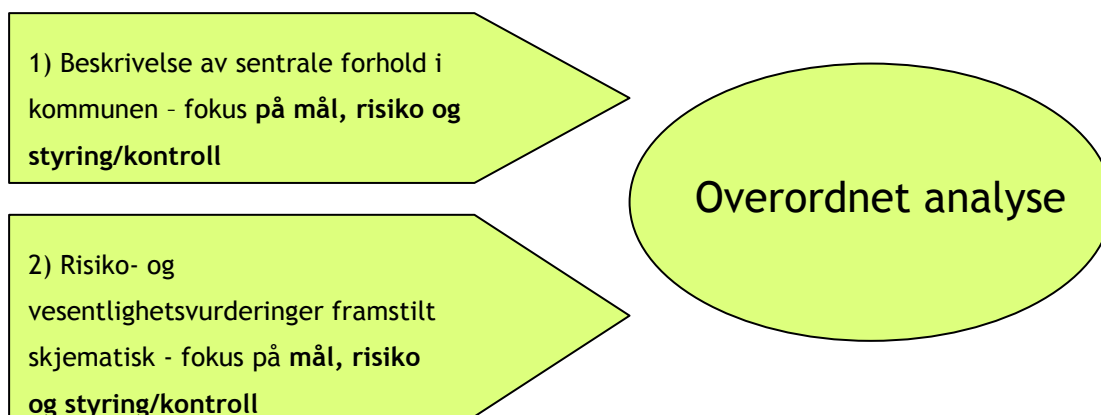 1) Beskrivelse av sentrale forhold i
kommunen – fokus på mål, risiko og
styring/kontroll
2) Risiko- og
vesentlighetsvurderinger framstilt
skjematisk - fokus på mål, risiko
og styring/kontroll
Overordnet analyse